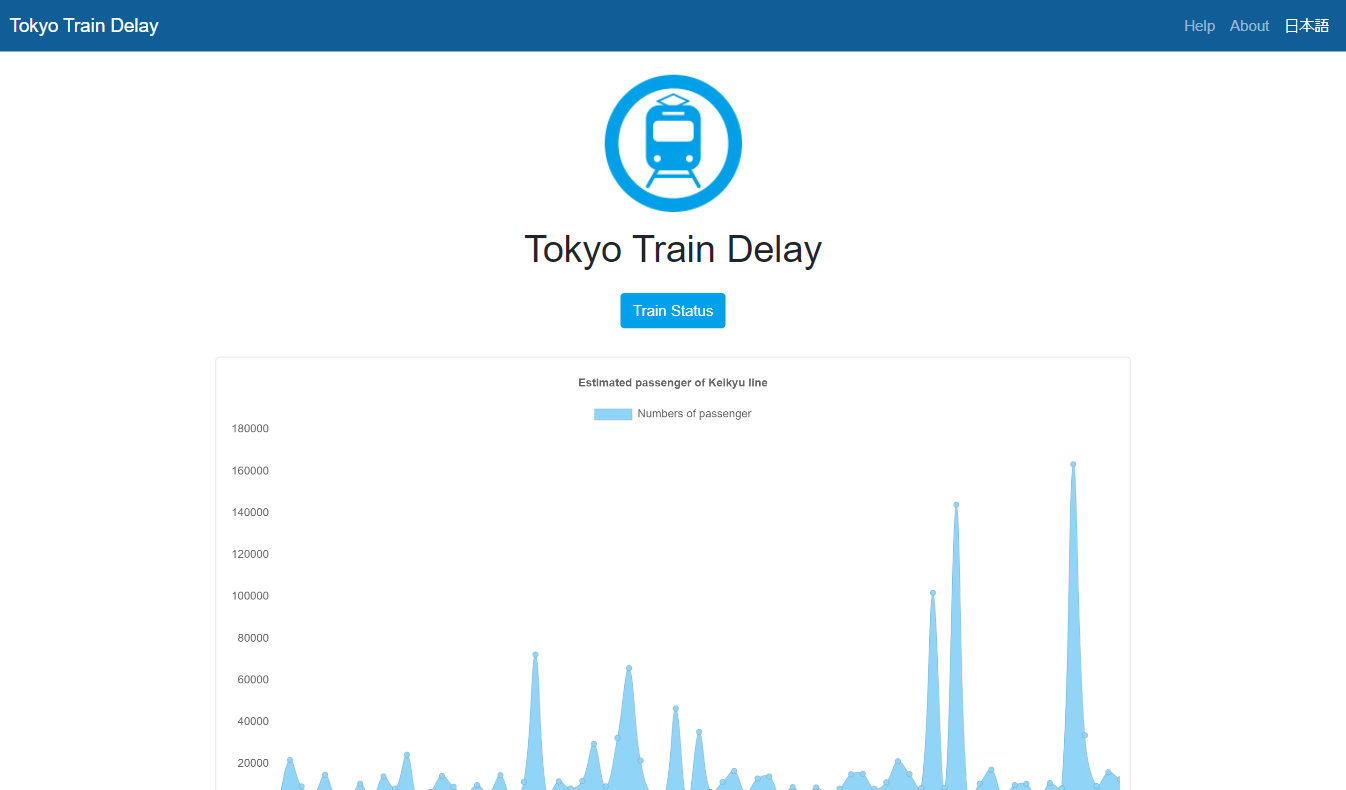 Tokyo Train Delay
Help About 日本語
Tokyo Train Delay
Train Status
Estimated passenger of Keikyu line
Numbers of passenger
180000
160000
140000
120000
100000
80000
60000
40000
20000